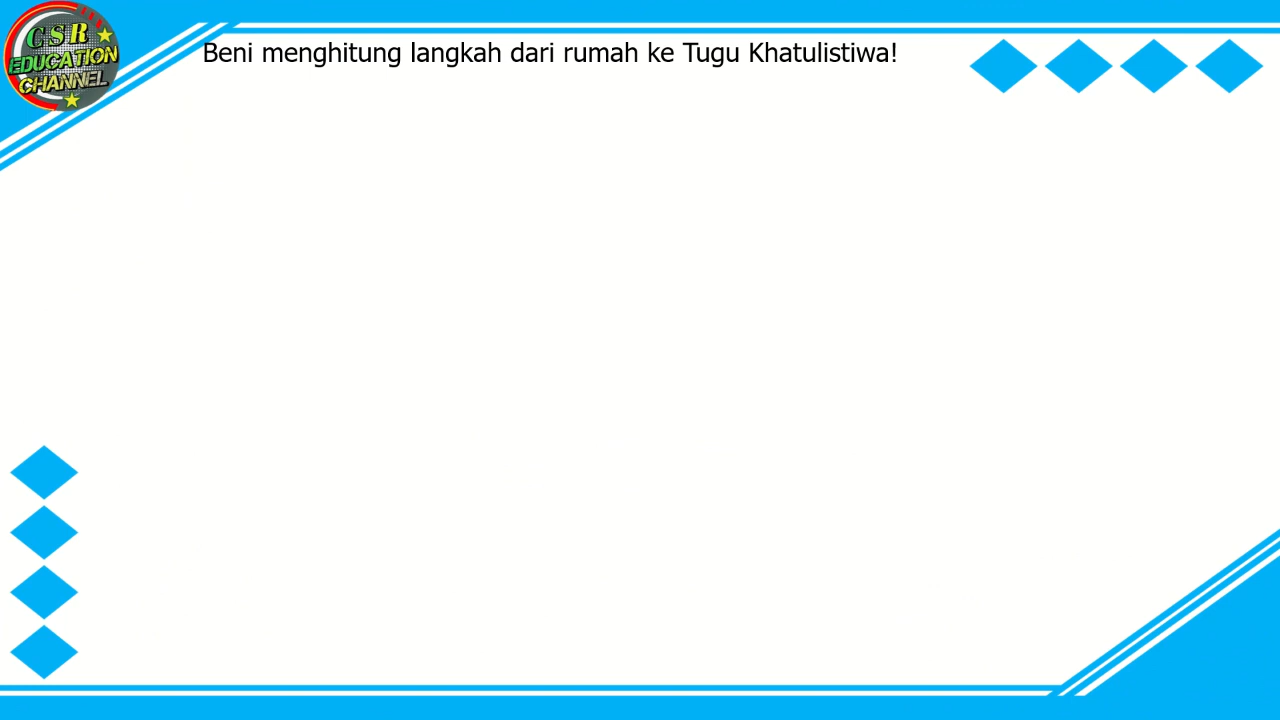 CSR
EDUCATION
CHANNEL
Beni menghitung langkah dari rumah ke Tugu Khatulistiwa!